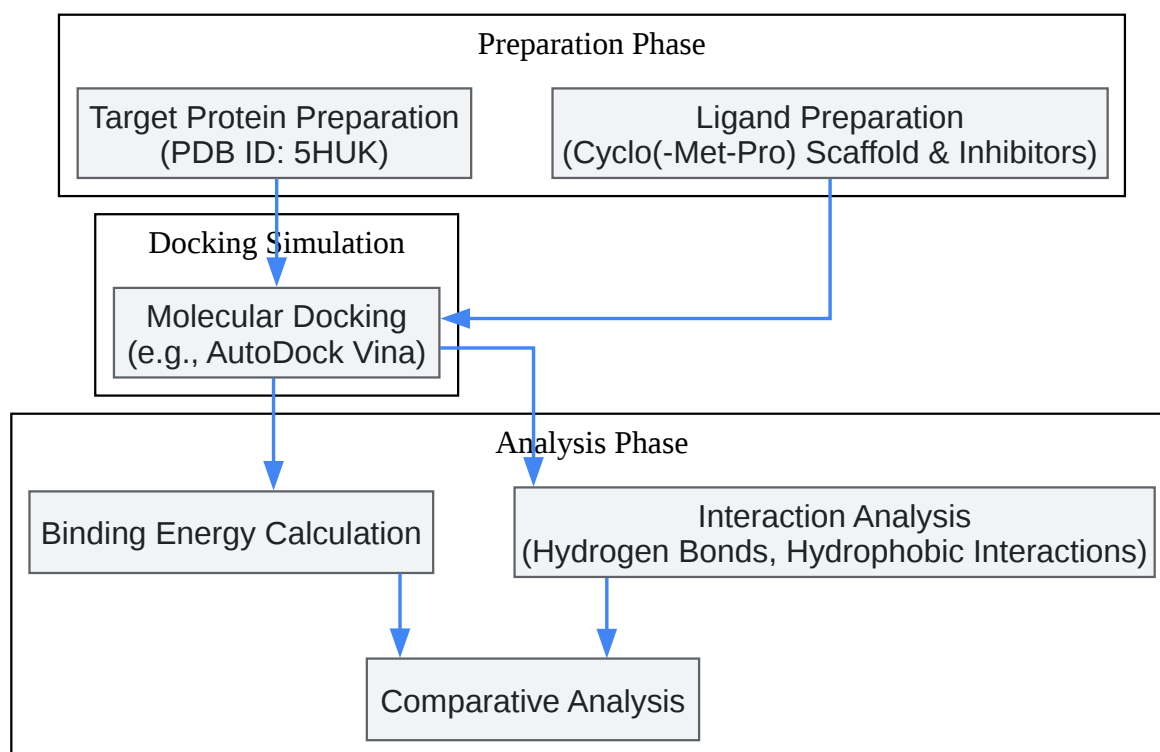 Preparation Phase
Target Protein Preparation
(PDB ID: 5HUK)
Ligand Preparation
(Cyclo(-Met-Pro) Scaffold & Inhibitors)
Docking Simulation
Molecular Docking
(e.g., AutoDock Vina)
Analysis Phase
Binding Energy Calculation
Interaction Analysis
(Hydrogen Bonds, Hydrophobic Interactions)
Comparative Analysis